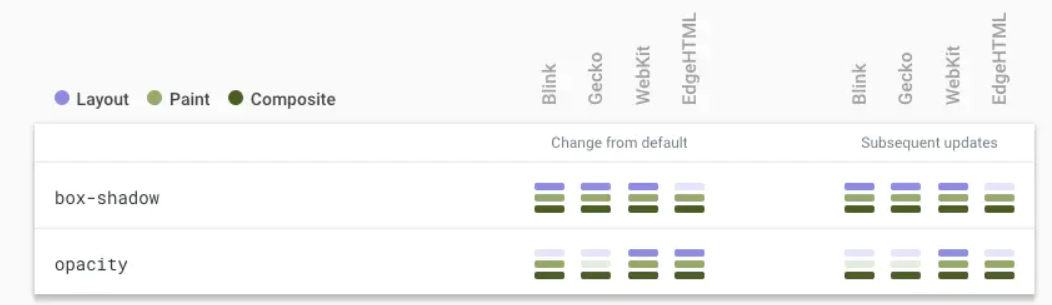 Blink Gecko WebKit EdgeHTML Blink Gecko WebKit EdgeHTML
Layout Paint Composite
Change from default Subsequent updates
box-shadow
opacity